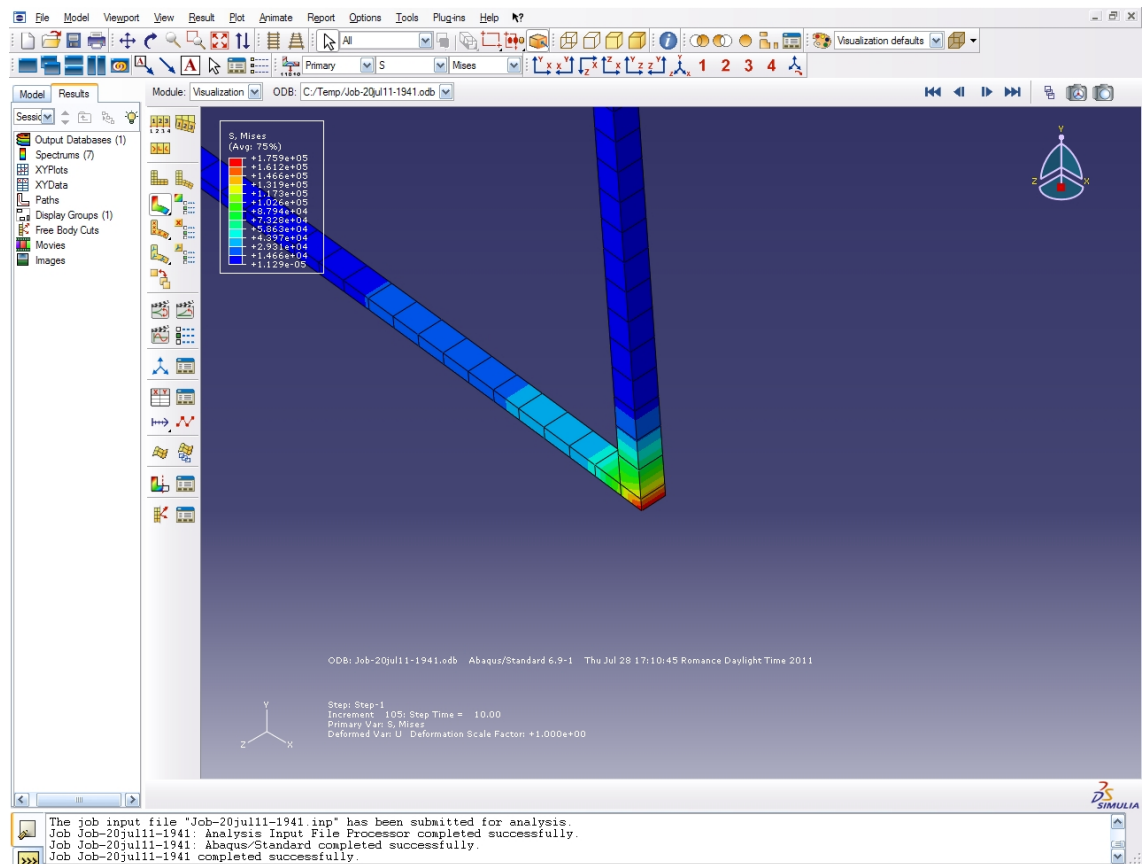 File Model Viewport View Result Plot Animate Report Options Tools Plug-ins Help
All
Visualization defaults
Primary S Mises
1 2 3 4
Model Results
Module: Visualization ODB: C:/Temp/Job-20jul11-1941.odb
Output Databases (1)
Spectrums (7)
XYPlots
XYData
Paths
Display Groups (1)
Free Body Cuts
Movies
Images
S, Mises
(Avg: 75%)
+1.759e+05
+1.612e+05
+1.466e+05
+1.319e+05
+1.173e+05
+1.026e+05
+8.794e+04
+7.328e+04
+5.863e+04
+4.397e+04
+2.931e+04
+1.466e+04
+1.129e-05
Y
Z X
ODB: Job-20jul11-1941.odb Abaqus/Standard 6.9-1 Thu Jul 28 17:10:45 Romance Daylight Time 2011
Step: Step-1
Increment 105: Step Time = 10.00
Primary Var: S, Mises
Deformed Var: U Deformation Scale Factor: +1.000e+00
Y
Z X
SIMULIA
The job input file "Job-20jul11-1941.inp" has been submitted for analysis.
Job Job-20jul11-1941: Analysis Input File Processor completed successfully.
Job Job-20jul11-1941: Abaqus/Standard completed successfully.
Job Job-20jul11-1941 completed successfully.